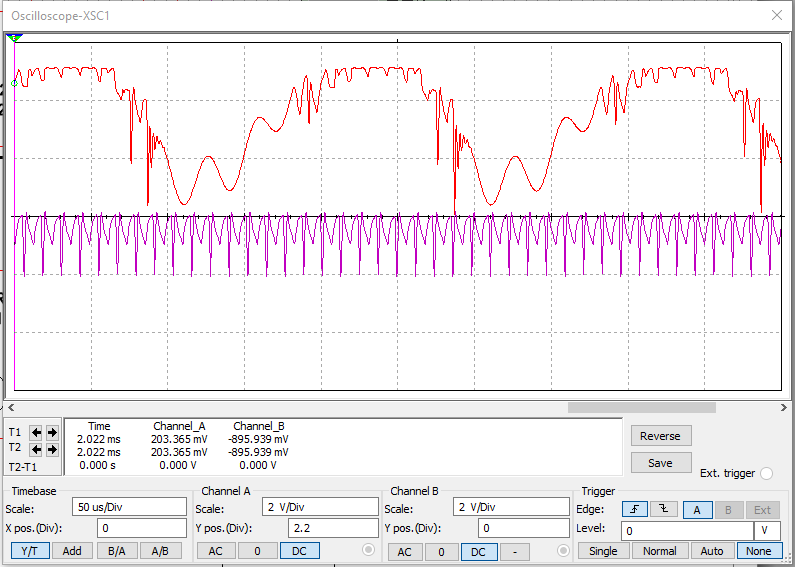 Oscilloscope-XSC1
Time Channel_A Channel_B
T1 2.022 ms 203.365 mV -895.939 mV
T2 2.022 ms 203.365 mV -895.939 mV
T2-T1 0.000 s 0.000 V 0.000 V
Reverse
Save
Ext. trigger
Timebase
Scale: 50 us/Div
X pos.(Div): 0
Y/T Add B/A A/B
Channel A
Scale: 2 V/Div
Y pos.(Div): 2.2
AC 0 DC
Channel B
Scale: 2 V/Div
Y pos.(Div): 0
AC 0 DC -
Trigger
Edge: A B Ext
Level: 0 V
Single Normal Auto None